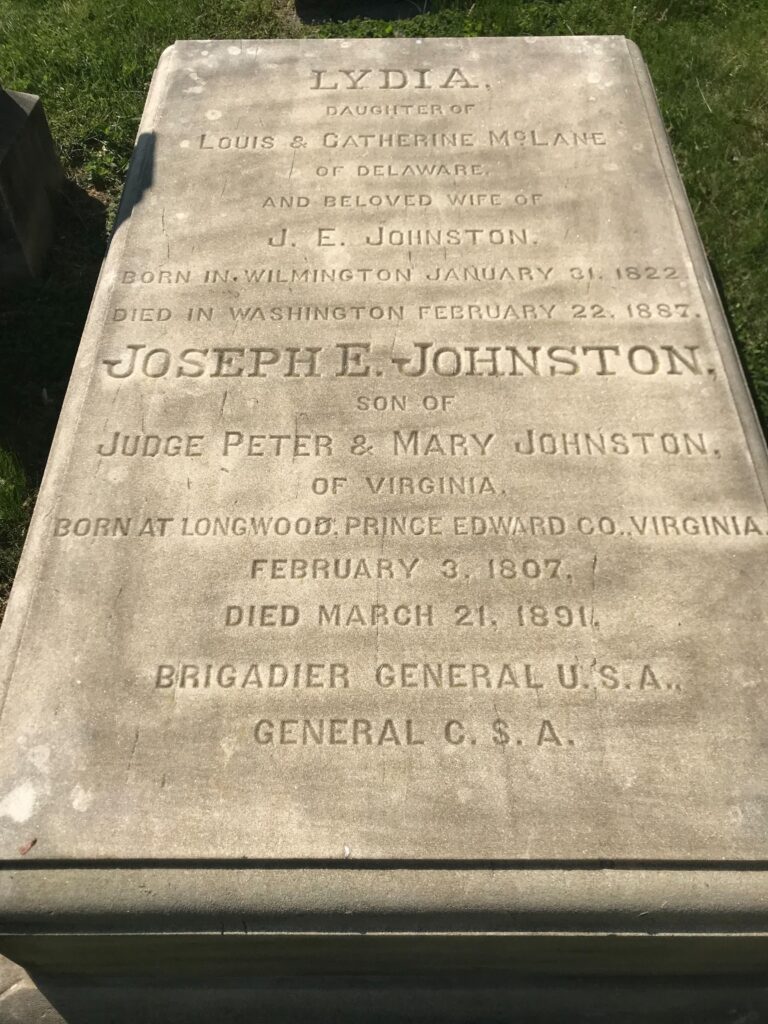 LYDIA.
DAUGHTER OF
LOUIS & CATHERINE McLANE
OF DELAWARE.
AND BELOVED WIFE OF
J. E. JOHNSTON.
BORN IN WILMINGTON JANUARY 31. 1822.
DIED IN WASHINGTON FEBRUARY 22. 1887.
JOSEPH E. JOHNSTON.
SON OF
JUDGE PETER & MARY JOHNSTON.
OF VIRGINIA.
BORN AT LONGWOOD, PRINCE EDWARD CO., VIRGINIA.
FEBRUARY 3. 1807.
DIED MARCH 21. 1891.
BRIGADIER GENERAL U. S. A.,
GENERAL C. S. A.